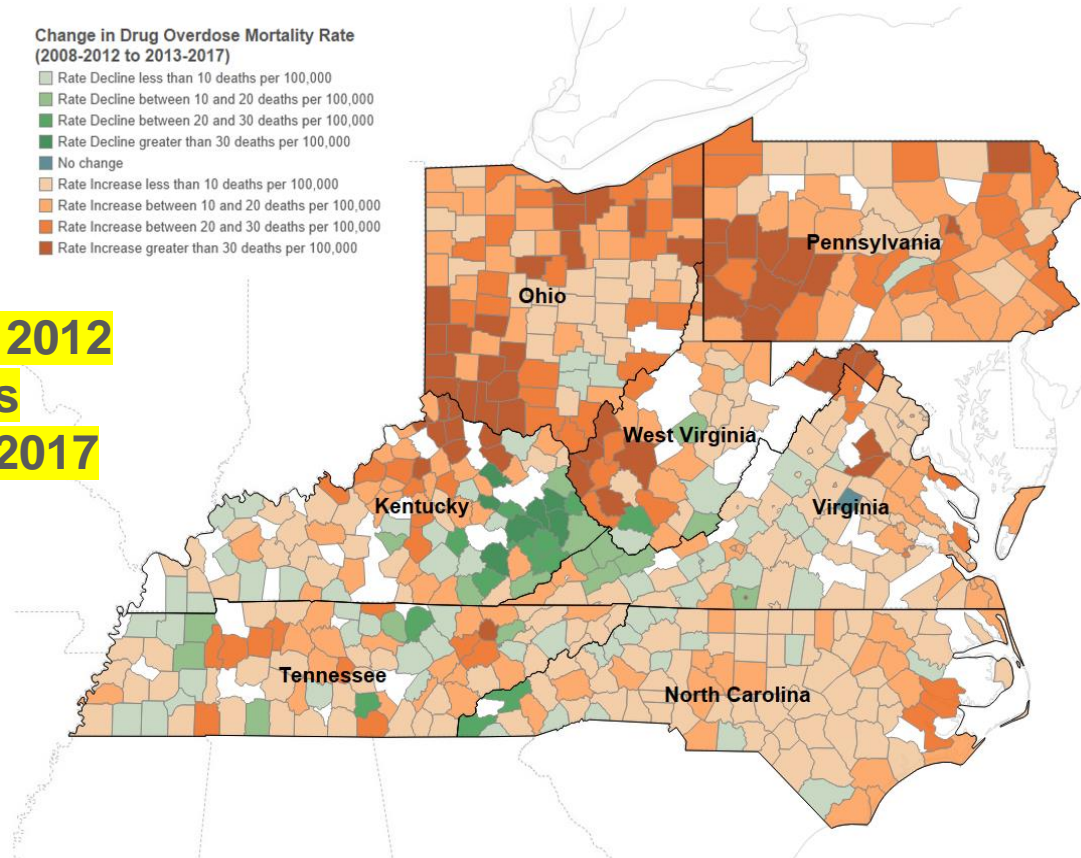 Change in Drug Overdose Mortality Rate
(2008-2012 to 2013-2017)
Rate Decline less than 10 deaths per 100,000
Rate Decline between 10 and 20 deaths per 100,000
Rate Decline between 20 and 30 deaths per 100,000
Rate Decline greater than 30 deaths per 100,000
No change
Rate Increase less than 10 deaths per 100,000
Rate Increase between 10 and 20 deaths per 100,000
Rate Increase between 20 and 30 deaths per 100,000
Rate Increase greater than 30 deaths per 100,000
2012
s
2017
Pennsylvania
Ohio
West Virginia
Kentucky
Virginia
Tennessee
North Carolina